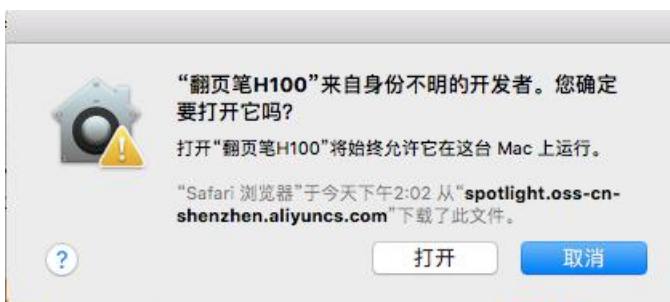 “翻页笔H100”来自身份不明的开发者。您确定
要打开它吗?
打开“翻页笔H100”将始终允许它在这台 Mac 上运行。
“Safari 浏览器”于今天下午2:02 从“spotlight.oss-cn-
shenzhen.aliyuncs.com”下载了此文件。
?
打开
取消